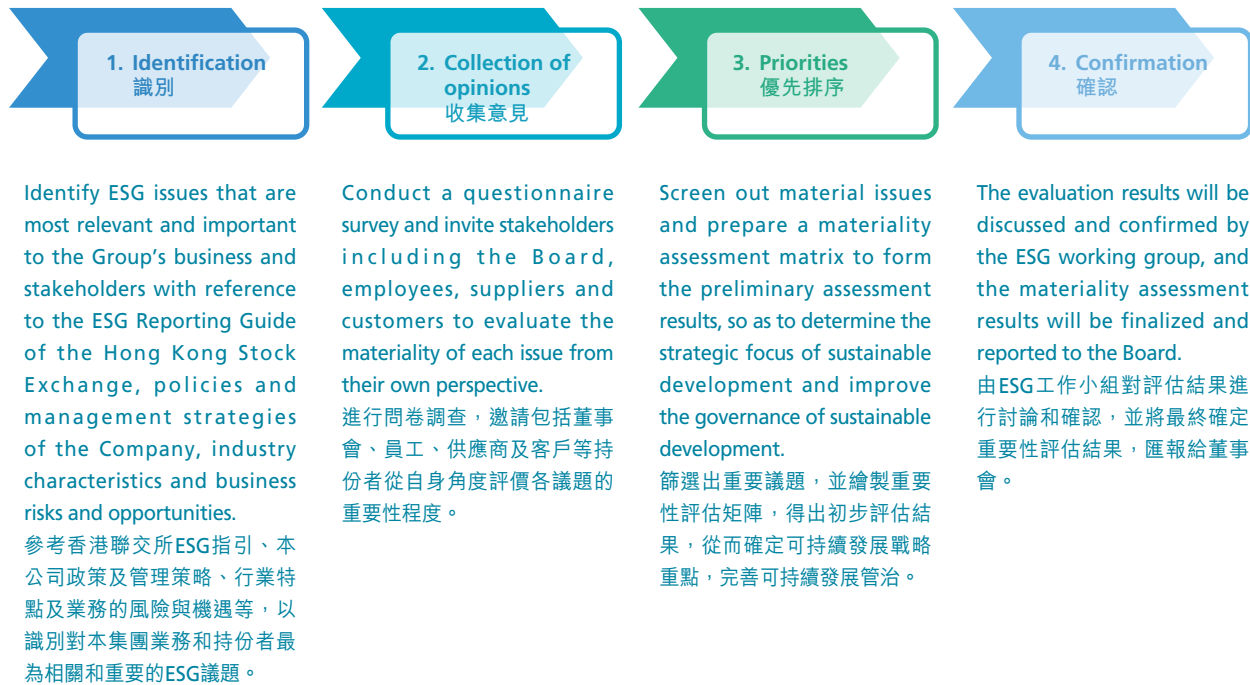 1. Identification
識別
2. Collection of
opinions
收集意見
3. Priorities
優先排序
4. Confirmation
確認
Identify ESG issues that are
most relevant and important
to the Group's business and
stakeholders with reference
to the ESG Reporting Guide
of the Hong Kong Stock
Exchange, policies and
management strategies
of the Company, industry
characteristics and business
risks and opportunities.
參考香港聯交所ESG指引、本
公司政策及管理策略、行業特
點及業務的風險與機遇等，以
識別對本集團業務和持份者最
為相關和重要的ESG議題。
Conduct a questionnaire
survey and invite stakeholders
including the Board,
employees, suppliers and
customers to evaluate the
materiality of each issue from
their own perspective.
進行問卷調查，邀請包括董事
會、員工、供應商及客戶等持
份者從自身角度評價各議題的
重要性程度。
Screen out material issues
and prepare a materiality
assessment matrix to form
the preliminary assessment
results, so as to determine the
strategic focus of sustainable
development and improve
the governance of sustainable
development.
篩選出重要議題，並繪製重要
性評估矩陣，得出初步評估結
果，從而確定可持續發展戰略
重點，完善可持續發展管治。
The evaluation results will be
discussed and confirmed by
the ESG working group, and
the materiality assessment
results will be finalized and
reported to the Board.
由ESG工作小組對評估結果進
行討論和確認，並將最終確定
重要性評估結果，匯報給董事
會。